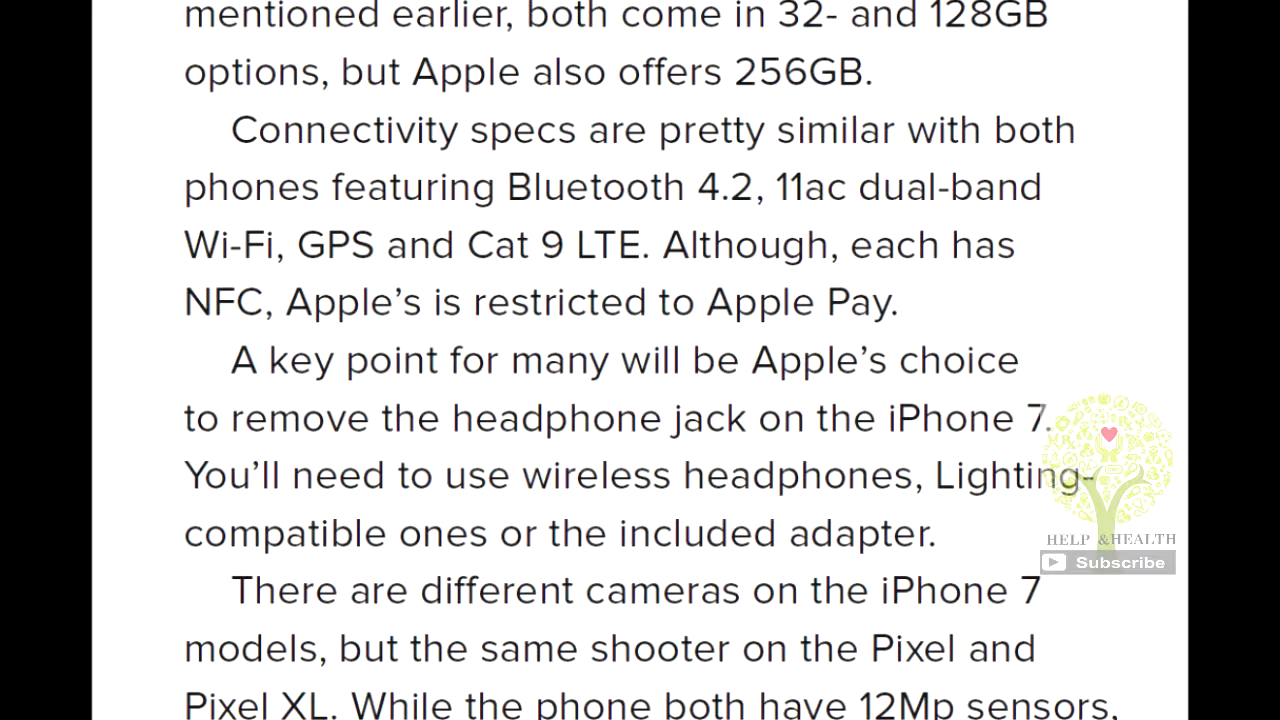 mentioned earlier, both come in 32- and 128GB
options, but Apple also offers 256GB.
Connectivity specs are pretty similar with both
phones featuring Bluetooth 4.2, 11ac dual-band
Wi-Fi, GPS and Cat 9 LTE. Although, each has
NFC, Apple’s is restricted to Apple Pay.
A key point for many will be Apple’s choice
to remove the headphone jack on the iPhone 7.
You’ll need to use wireless headphones, Lighting-
compatible ones or the included adapter.
HELP & HEALTH
Subscribe
There are different cameras on the iPhone 7
models, but the same shooter on the Pixel and
Pixel XL. While the phone both have 12Mp sensors,